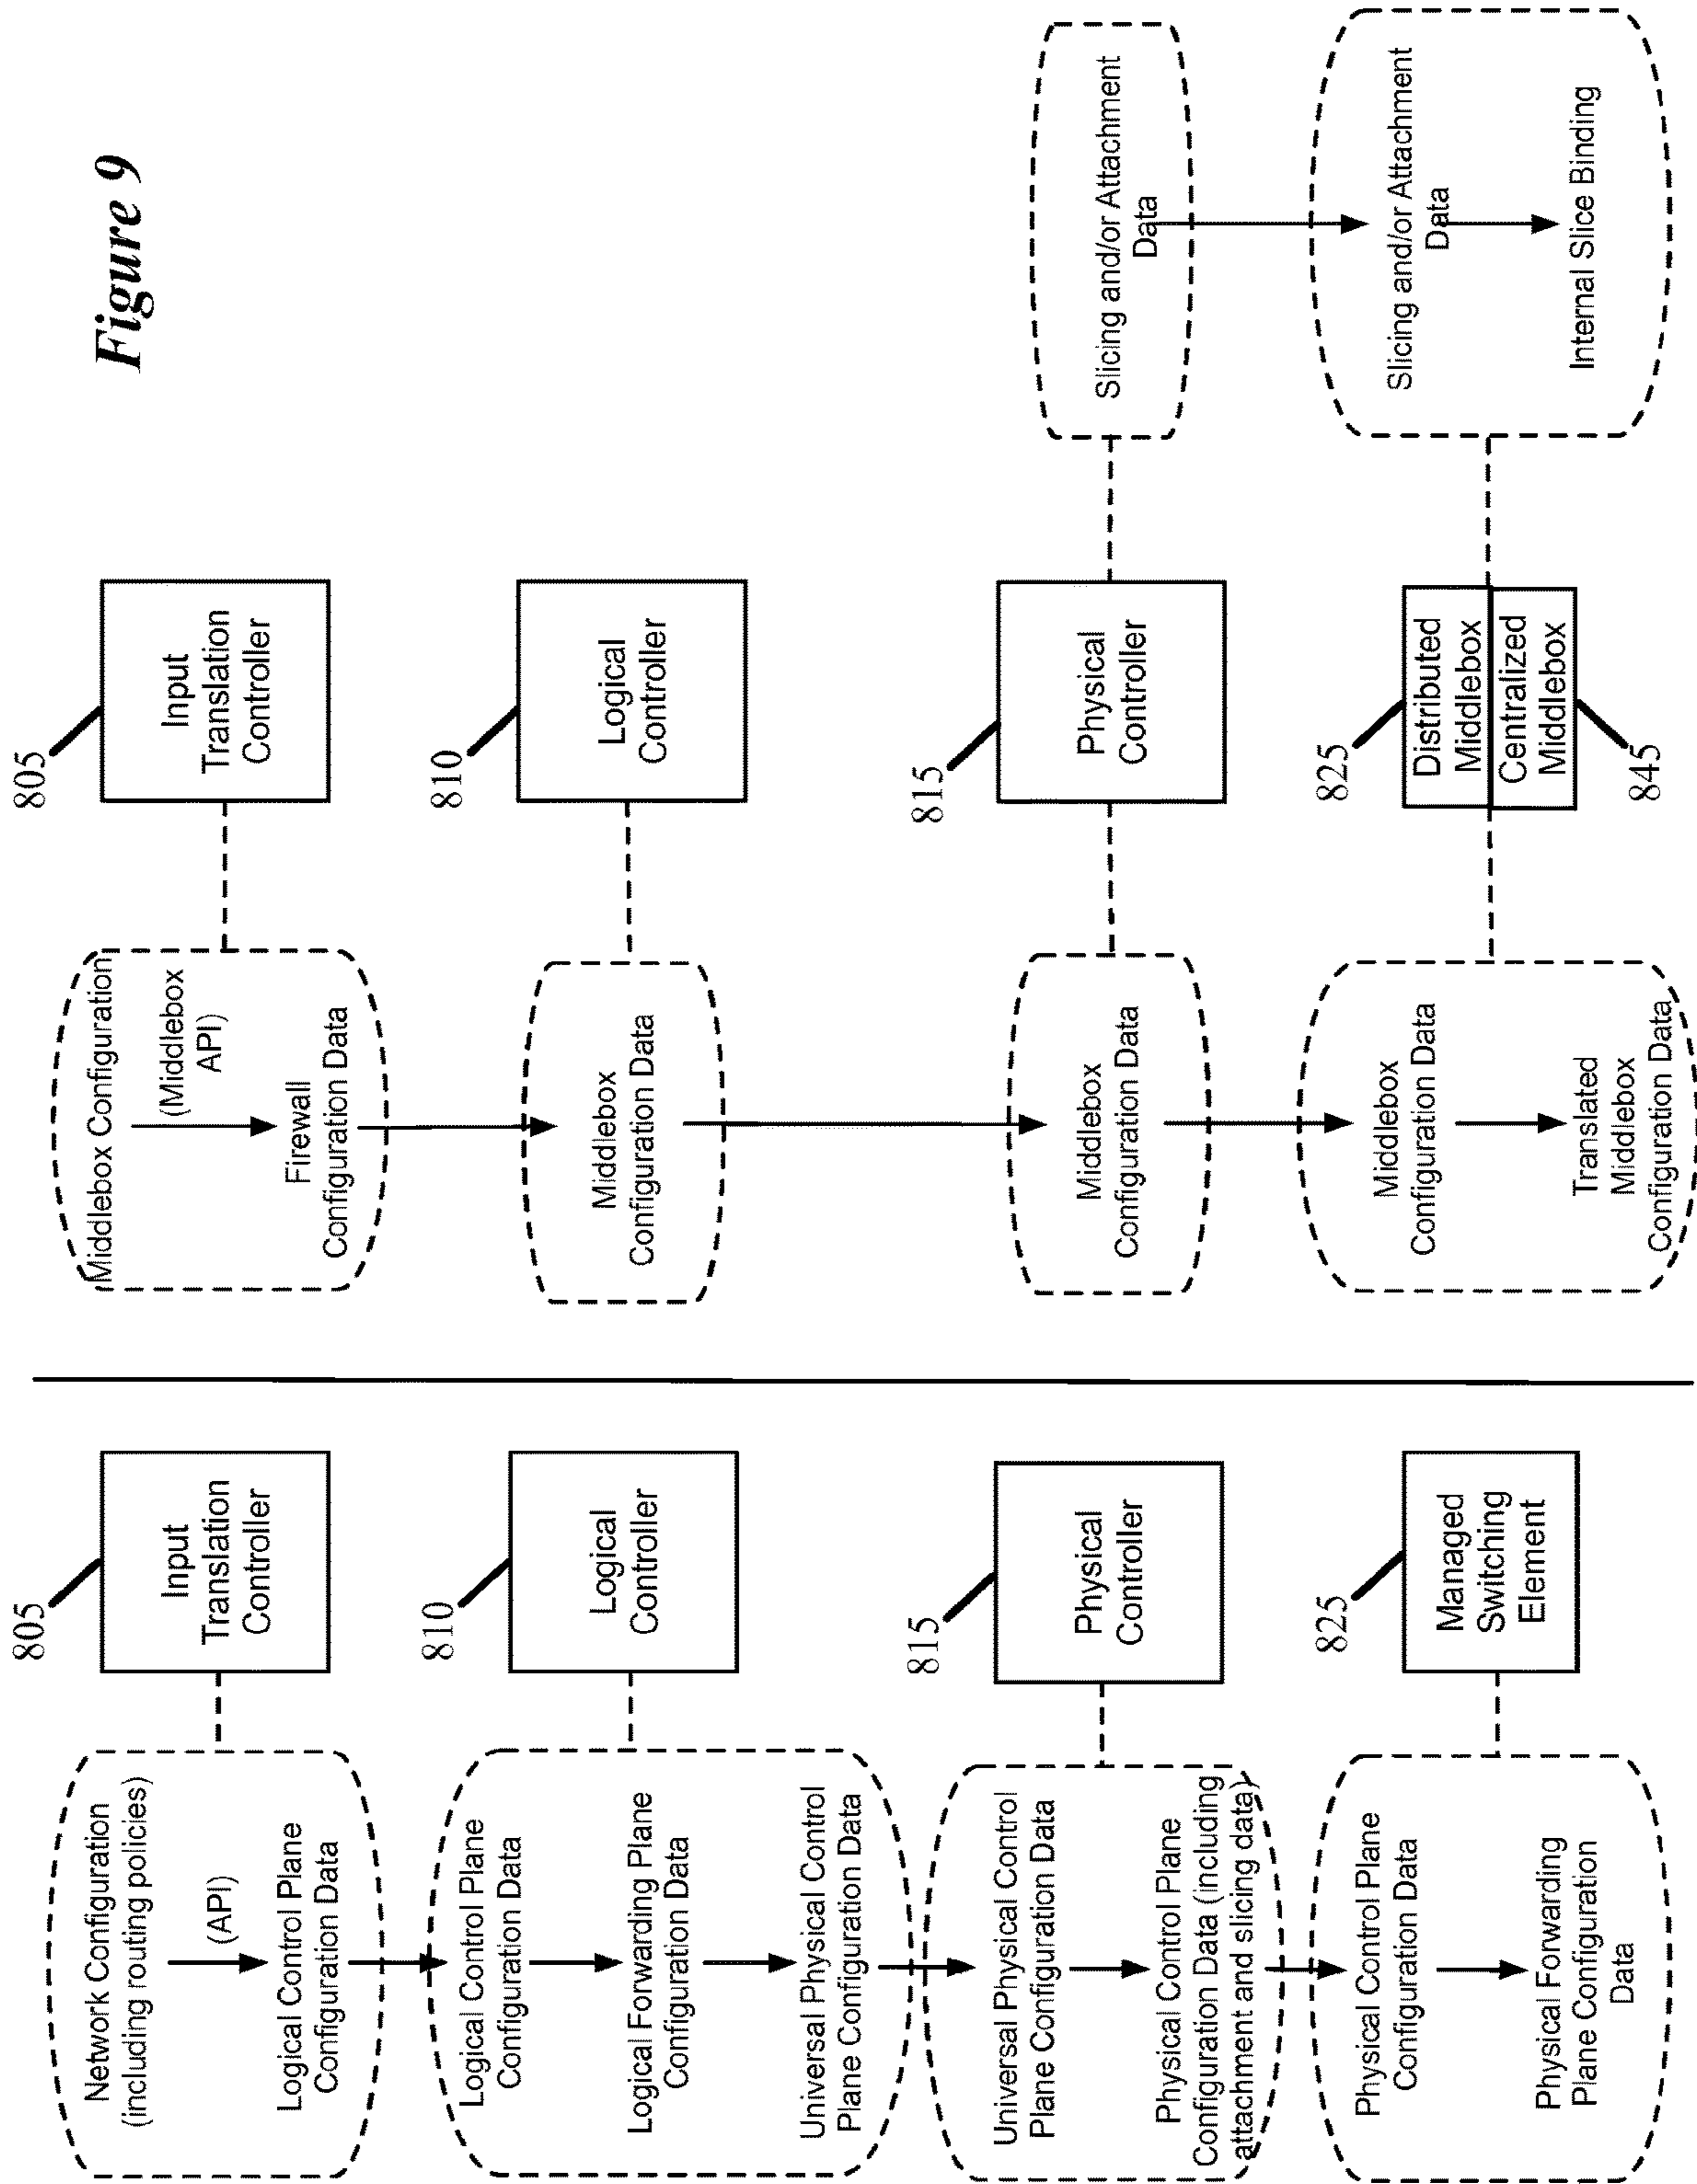 Figure 9
805
Input
Translation
Controller
Network Configuration
(including routing policies)
(API)
Logical Control Plane
Configuration Data
810
Logical
Controller
Logical Control Plane
Configuration Data
Logical Forwarding Plane
Configuration Data
Universal Physical Control
Plane Configuration Data
815
Physical
Controller
Universal Physical Control
Plane Configuration Data
Physical Control Plane
Configuration Data (including
attachment and slicing data)
825
Managed
Switching
Element
Physical Control Plane
Configuration Data
Physical Forwarding
Plane Configuration
Data
805
Input
Translation
Controller
Middlebox Configuration
(Middlebox
API)
Firewall
Configuration Data
810
Logical
Controller
Middlebox
Configuration Data
815
Physical
Controller
Middlebox
Configuration Data
Slicing and/or Attachment
Data
825
Distributed
Middlebox
Centralized
Middlebox
845
Middlebox
Configuration Data
Translated
Middlebox
Configuration Data
Slicing and/or Attachment
Data
Internal Slice Binding